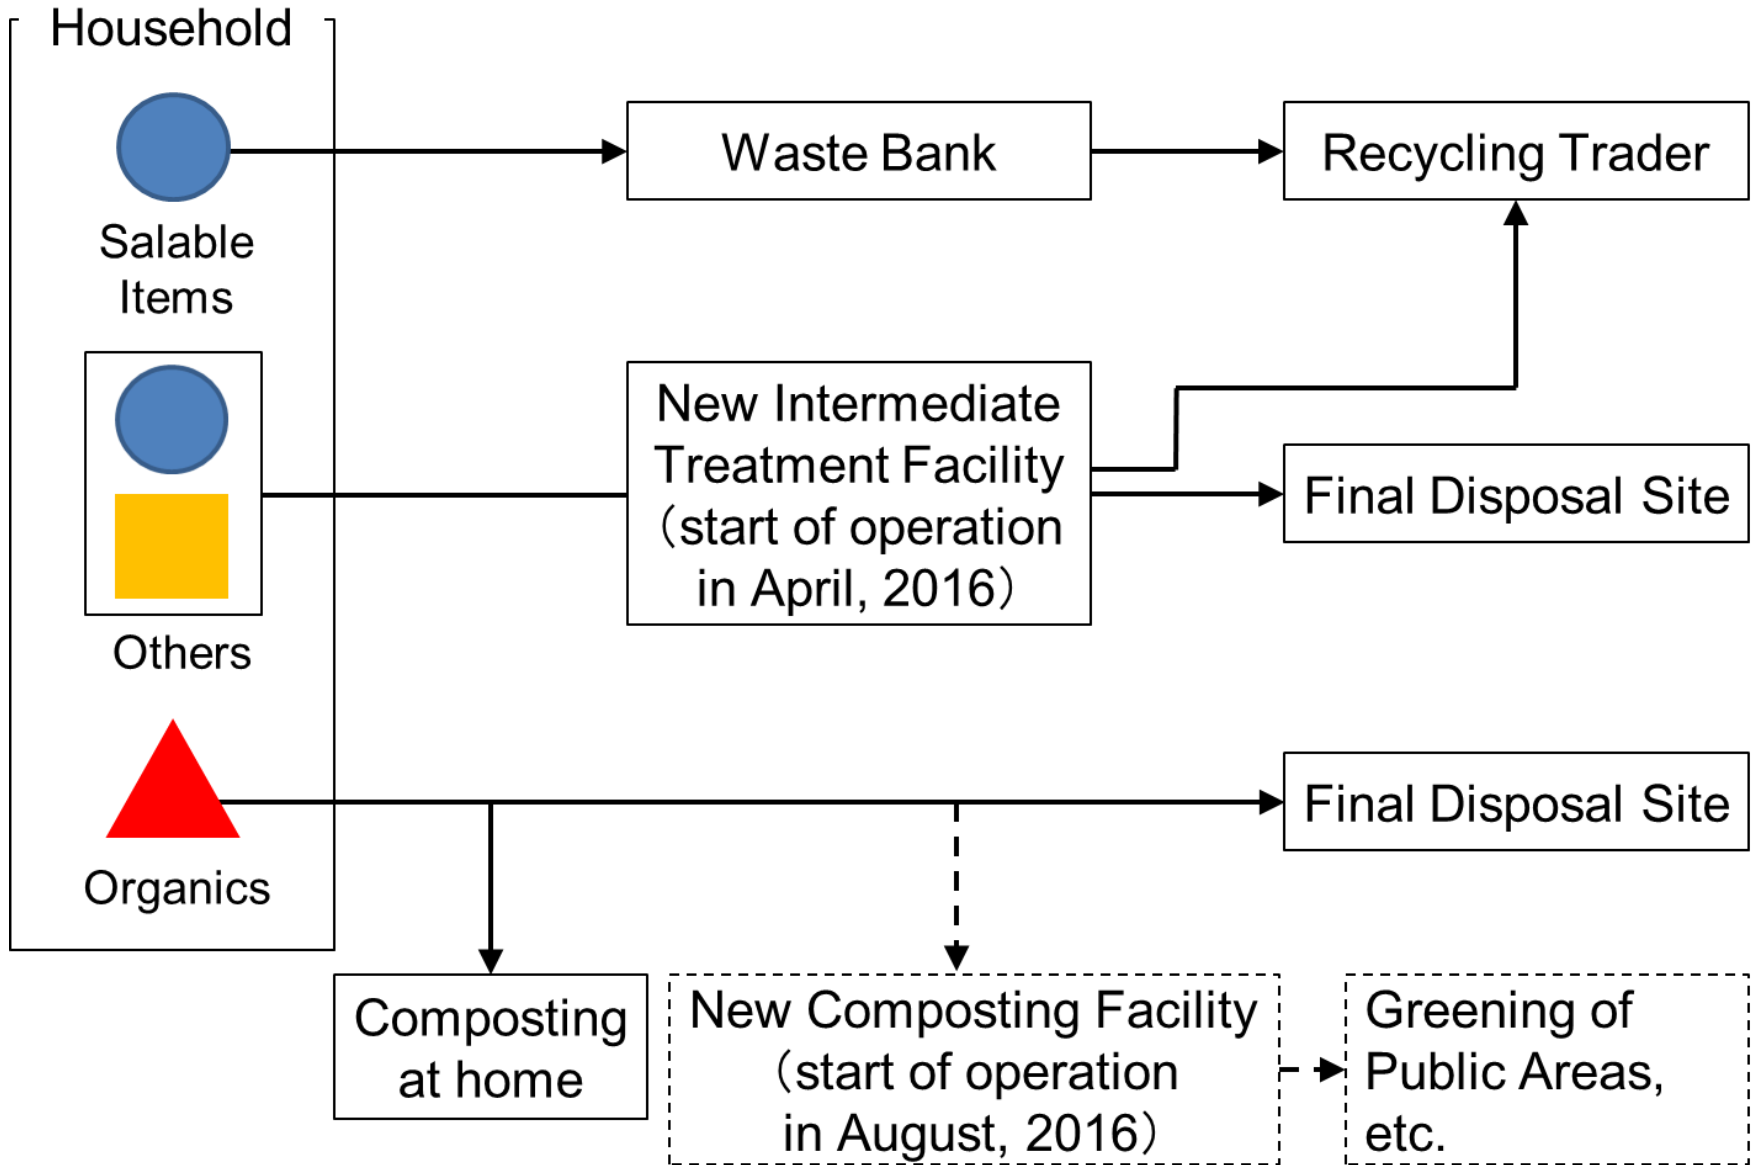 Household
Salable
Items
Waste Bank
Recycling Trader
Others
New Intermediate
Treatment Facility
（start of operation
in April, 2016）
Final Disposal Site
Organics
Final Disposal Site
Composting
at home
New Composting Facility
（start of operation
in August, 2016）
Greening of
Public Areas,
etc.